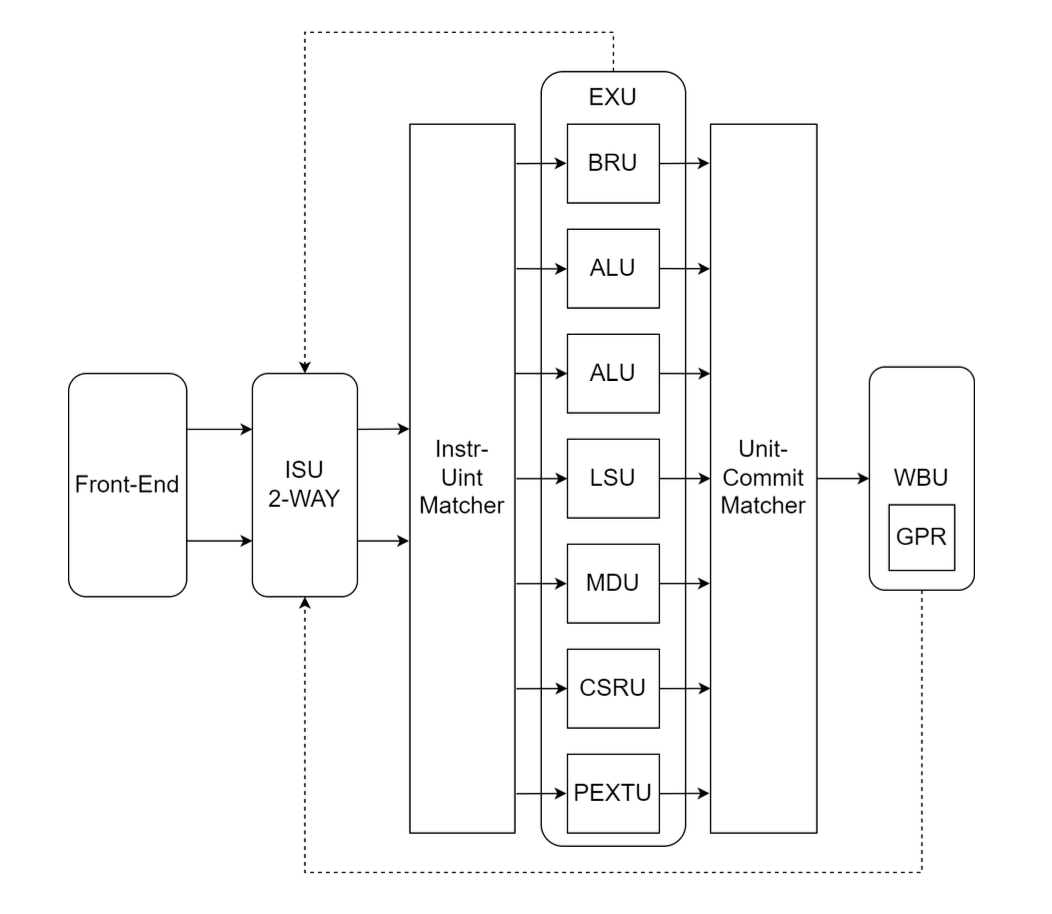 EXU
BRU
ALU
ALU
Front-End
ISU
2-WAY
Instr-
Uint
Matcher
LSU
Unit-
Commit
Matcher
WBU
GPR
MDU
CSRU
PEXTU